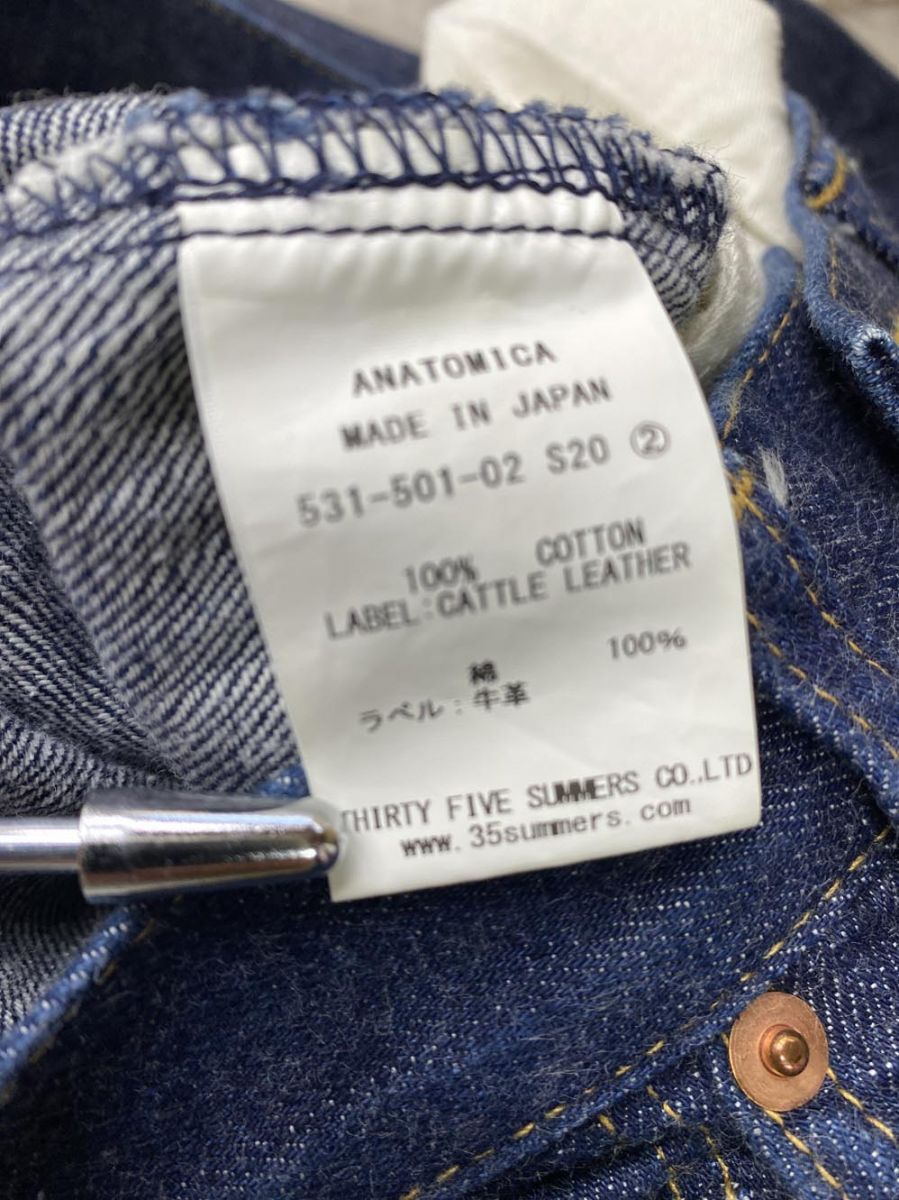 ANATOMICA
MADE IN JAPAN
531-501-02 S20 ②
100% COTTON
LABEL:CATTLE LEATHER
綿 100%
ラベル:牛革
THIRTY FIVE SUMMERS CO.,LTD
www.35summers.com